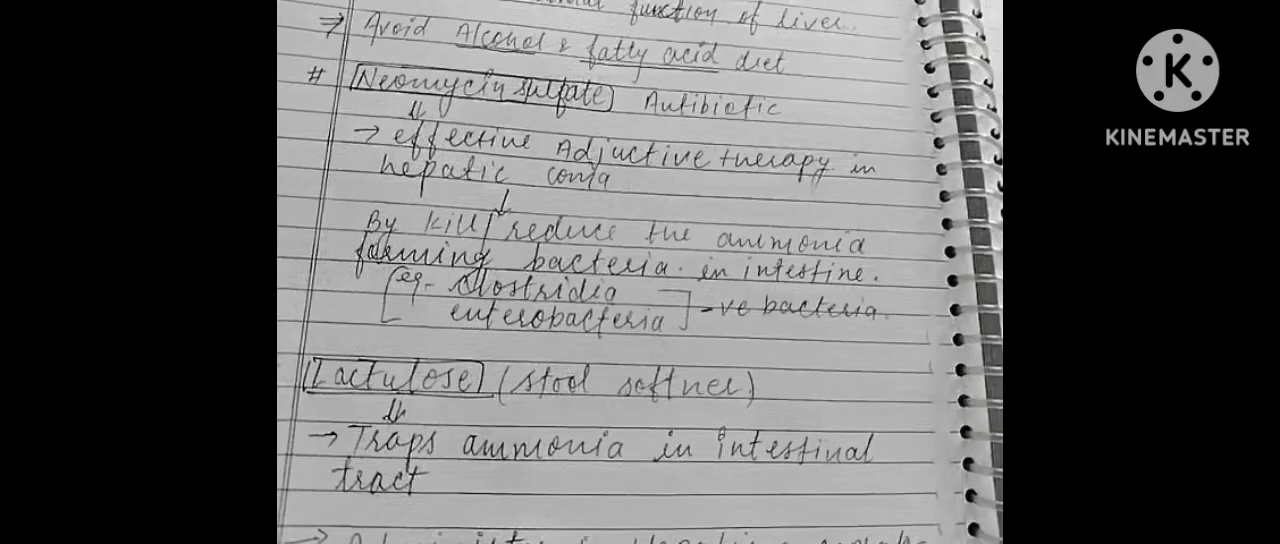 function of liver.
⇒ Avoid Alcohol & fatty acid diet
# Neomycin sulfate Antibiotic
→ effective Adjuctive therapy in
hepatic coma
↓
By kill/reduce the ammonia
forming bacteria. in intestine.
eg- Clostridia
enterobacteria -ve bacteria.
Lactulose (stool softner)
→ Traps ammonia in intestinal
tract
K
KINEMASTER